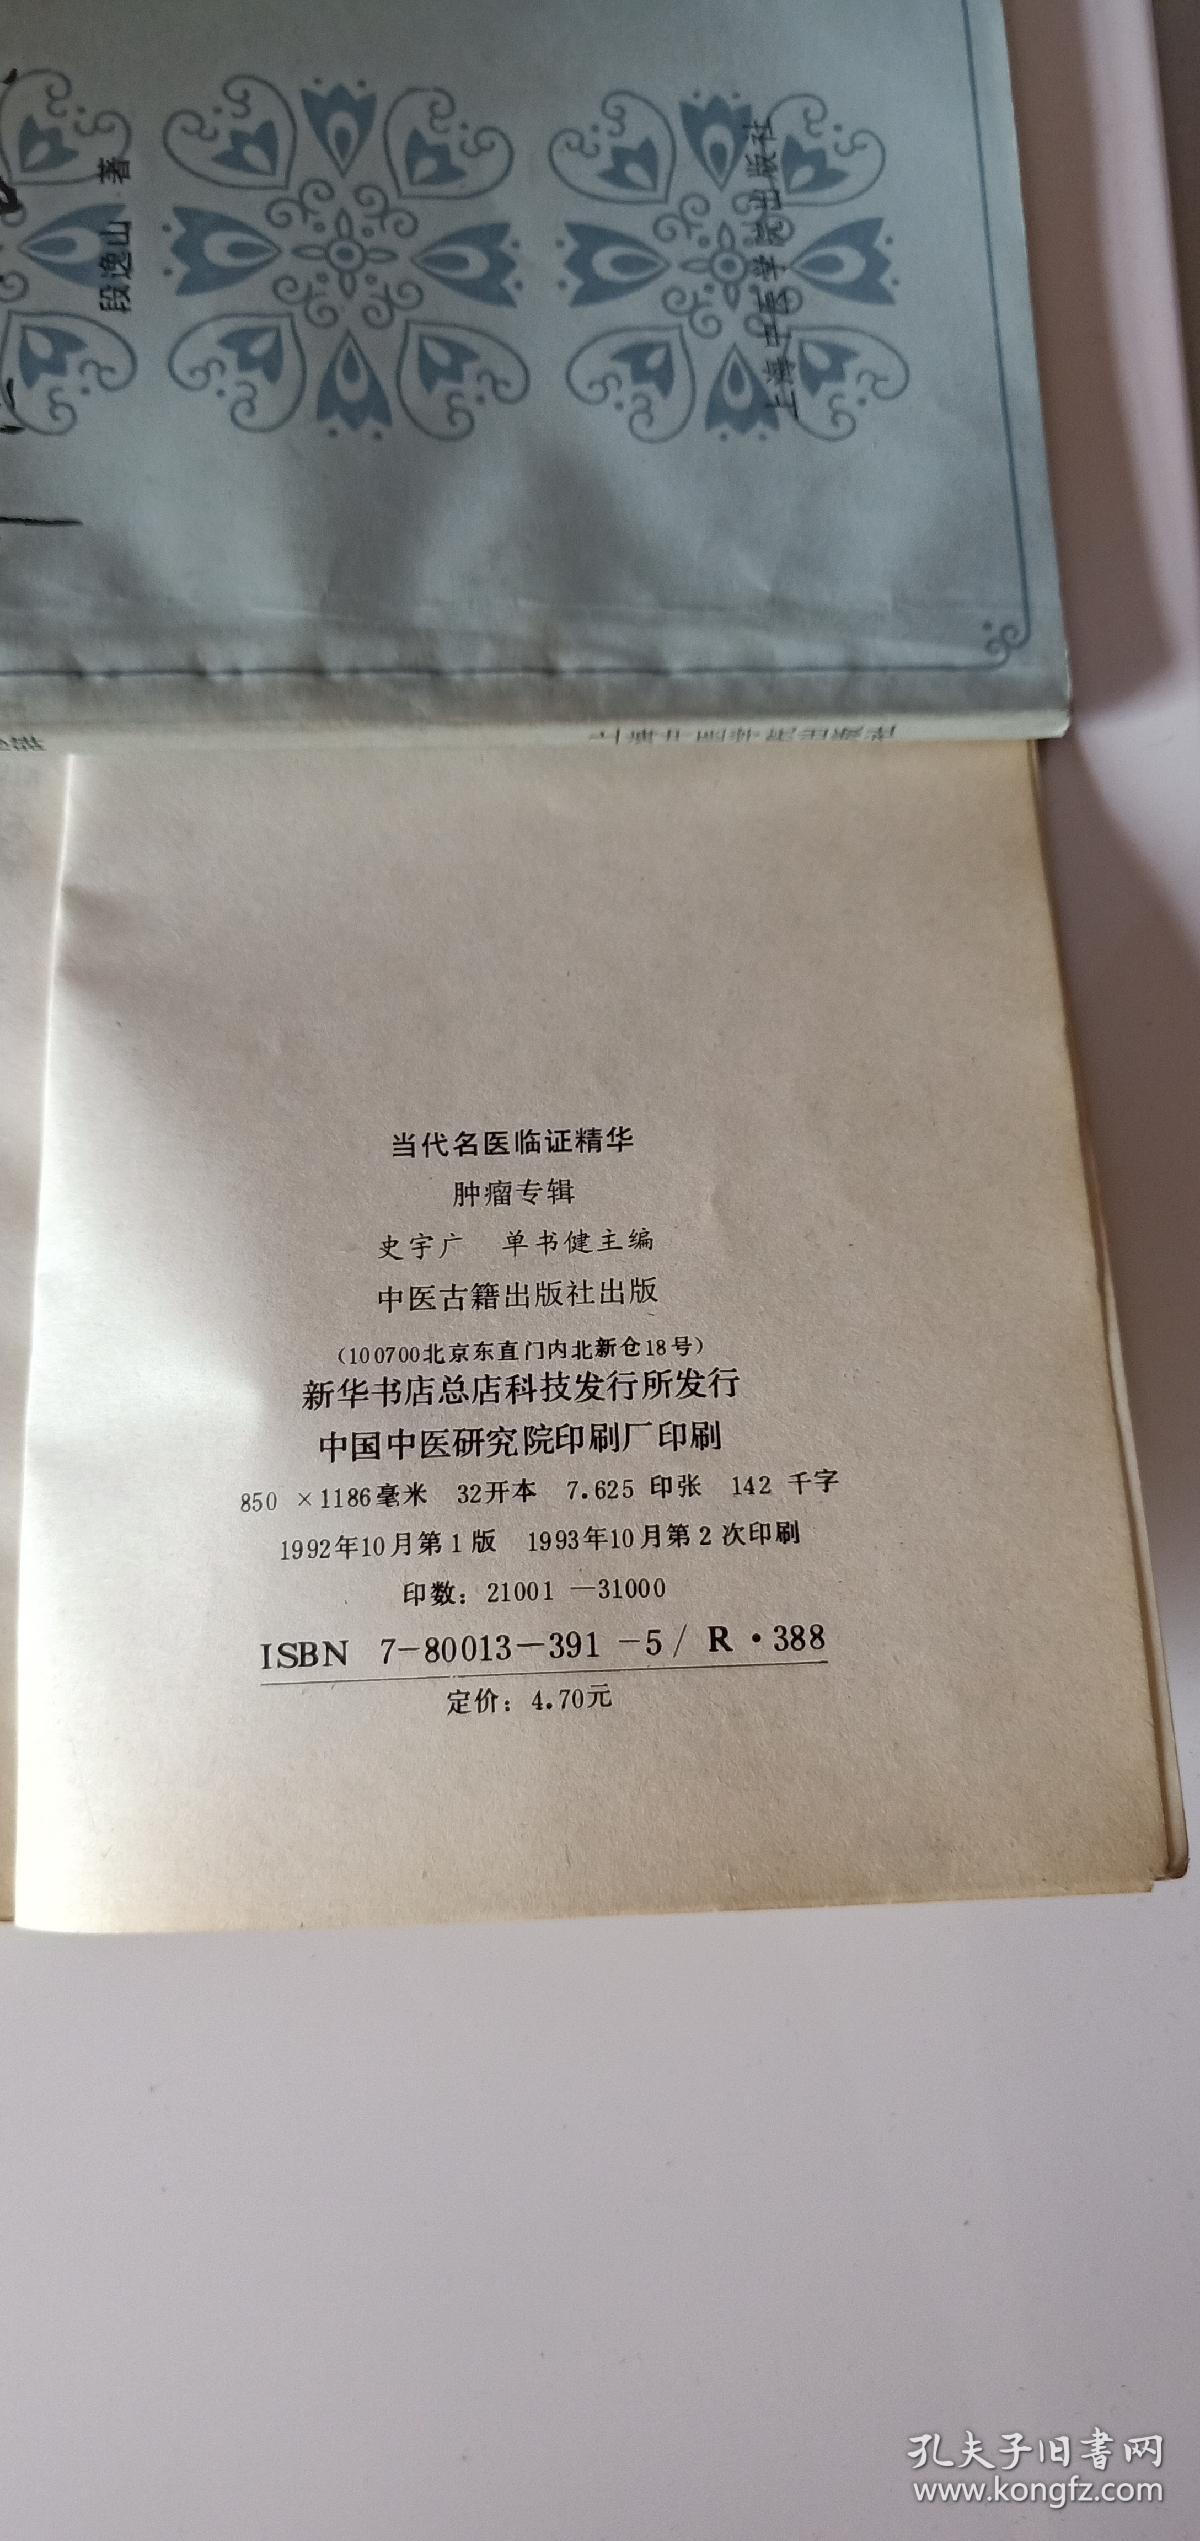 段逸山 著
上海中医学院出版社
当代名医临证精华
肿瘤专辑
史宇广 单书健主编
中医古籍出版社出版
(100700北京东直门内北新仓18号)
新华书店总店科技发行所发行
中国中医研究院印刷厂印刷
850 ×1186毫米 32开本 7.625 印张 142 千字
1992年10月第1版 1993年10月第2次印刷
印数：21001 —31000
ISBN 7-80013-391 -5/ R·388
定价：4.70元
孔夫子旧书网
www.kongfz.com